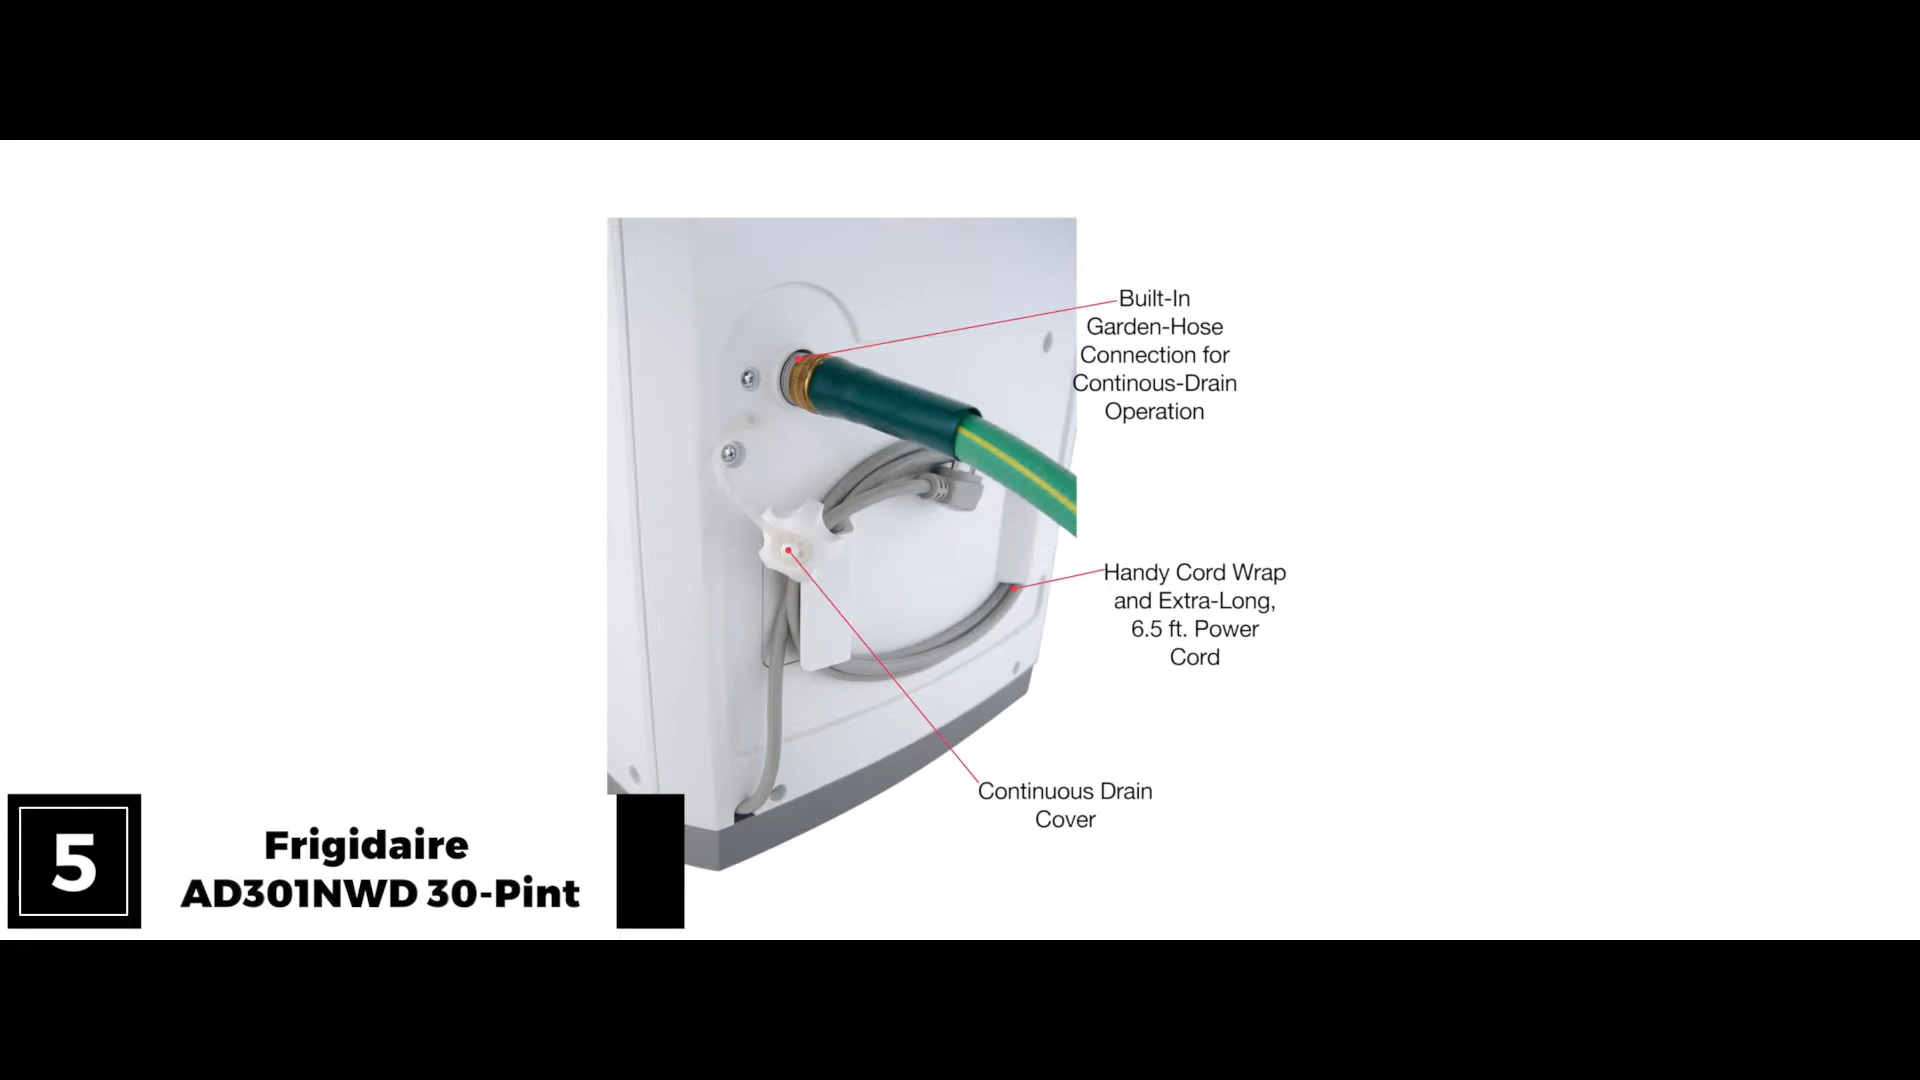 Built-In
Garden-Hose
Connection for
Continous-Drain
Operation
Handy Cord Wrap
and Extra-Long,
6.5 ft. Power
Cord
Continuous Drain
Cover
5
Frigidaire
AD301NWD 30-Pint